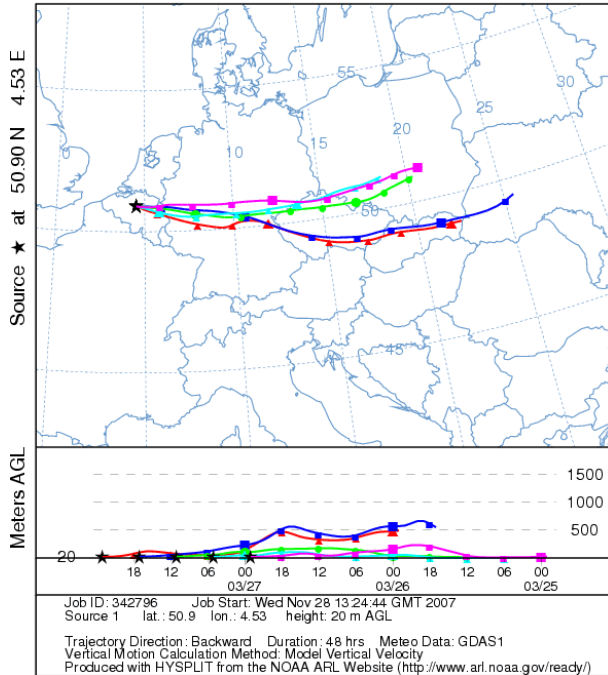 Source ★ at 50.90 N 4.53 E
55
30
25
20
0
10
50
45
Meters AGL
1500
1000
500
20
18 12 06 00 18 12 06 00 18 12 06 00
03/27 03/26 03/25
Job ID: 342796 Job Start: Wed Nov 28 13:24:44 GMT 2007
Source 1 lat.: 50.9 lon.: 4.53 height: 20 m AGL
Trajectory Direction: Backward Duration: 48 hrs Meteo Data: GDAS1
Vertical Motion Calculation Method: Model Vertical Velocity
Produced with HYSPLIT from the NOAA ARL Website (http://www.arl.noaa.gov/ready/)